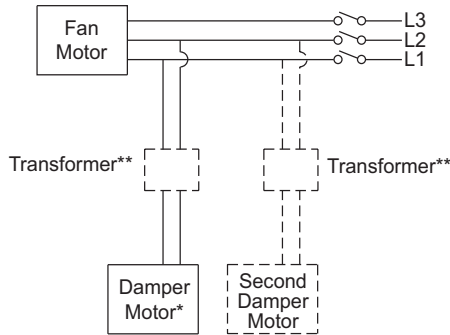 Fan
Motor
L3
L2
L1
Transformer**
Transformer**
Damper
Motor*
Second
Damper
Motor